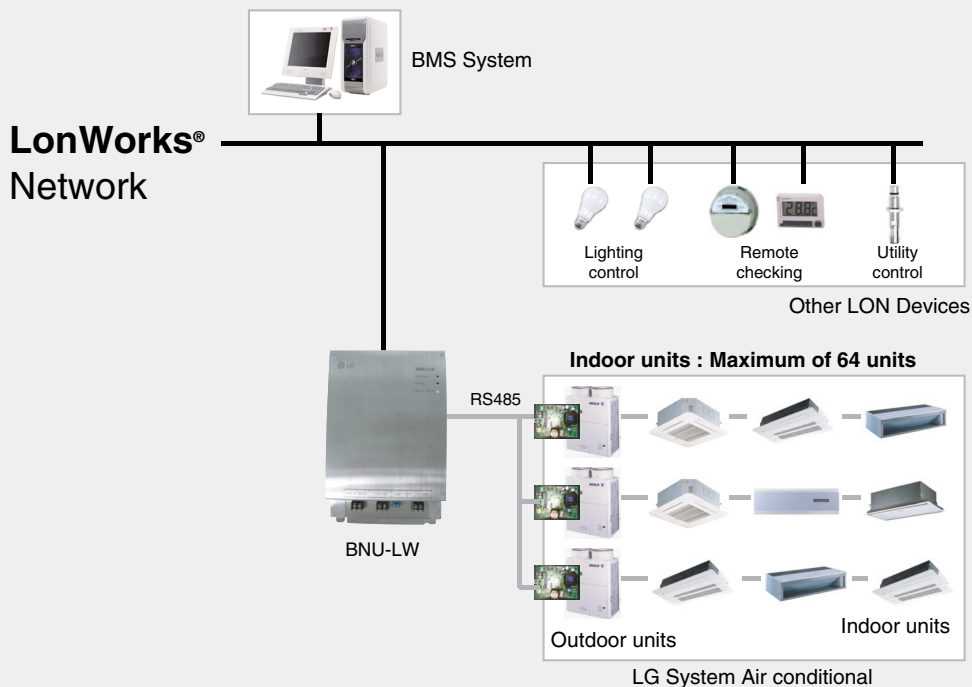 BMS System
LonWorks®
Network
Lighting
control
Remote
checking
Utility
control
Other LON Devices
Indoor units : Maximum of 64 units
LG
RS485
BNU-LW
Outdoor units
Indoor units
LG System Air conditional